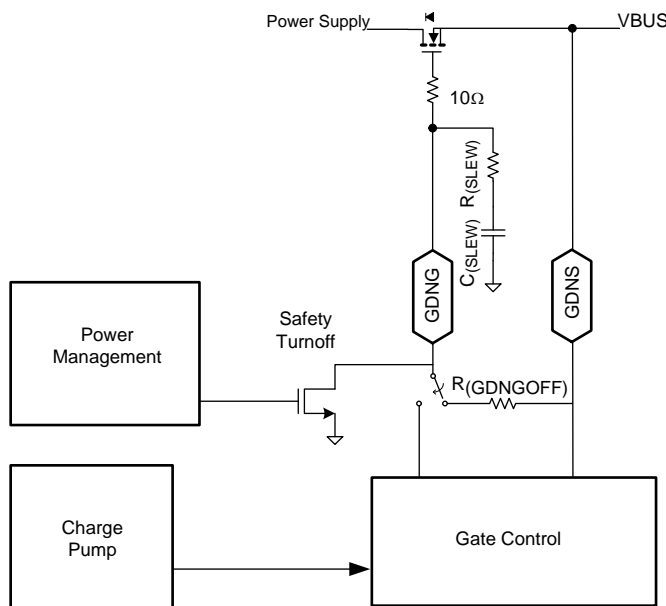 Power Supply
VBUS
10Ω
R(SLEW)
C(SLEW)
GDNG
GDNS
Power
Management
Safety
Turnoff
R(GDNGOFF)
Charge
Pump
Gate Control